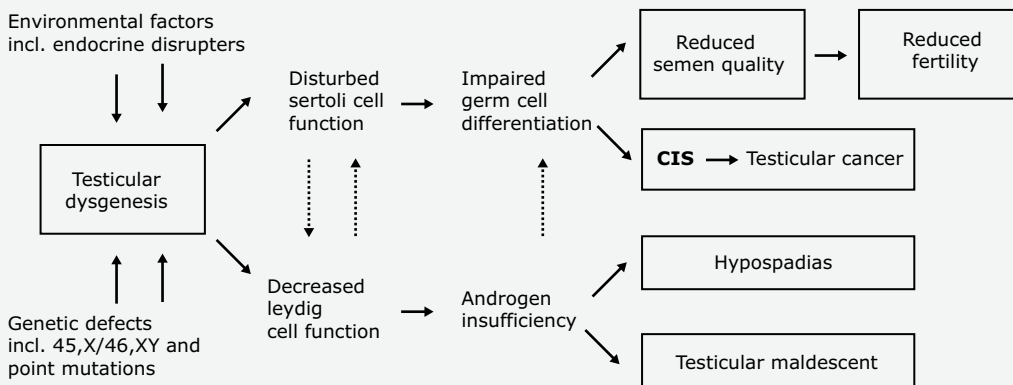 Environmental factors
incl. endocrine disrupters
Testicular
dysgenesis
Genetic defects
incl. 45,X/46,XY and
point mutations
Disturbed
sertoli cell
function
Decreased
leydig
cell function
Impaired
germ cell
differentiation
Androgen
insufficiency
Reduced
semen quality
Reduced
fertility
CIS → Testicular cancer
Hypospadias
Testicular maldescent